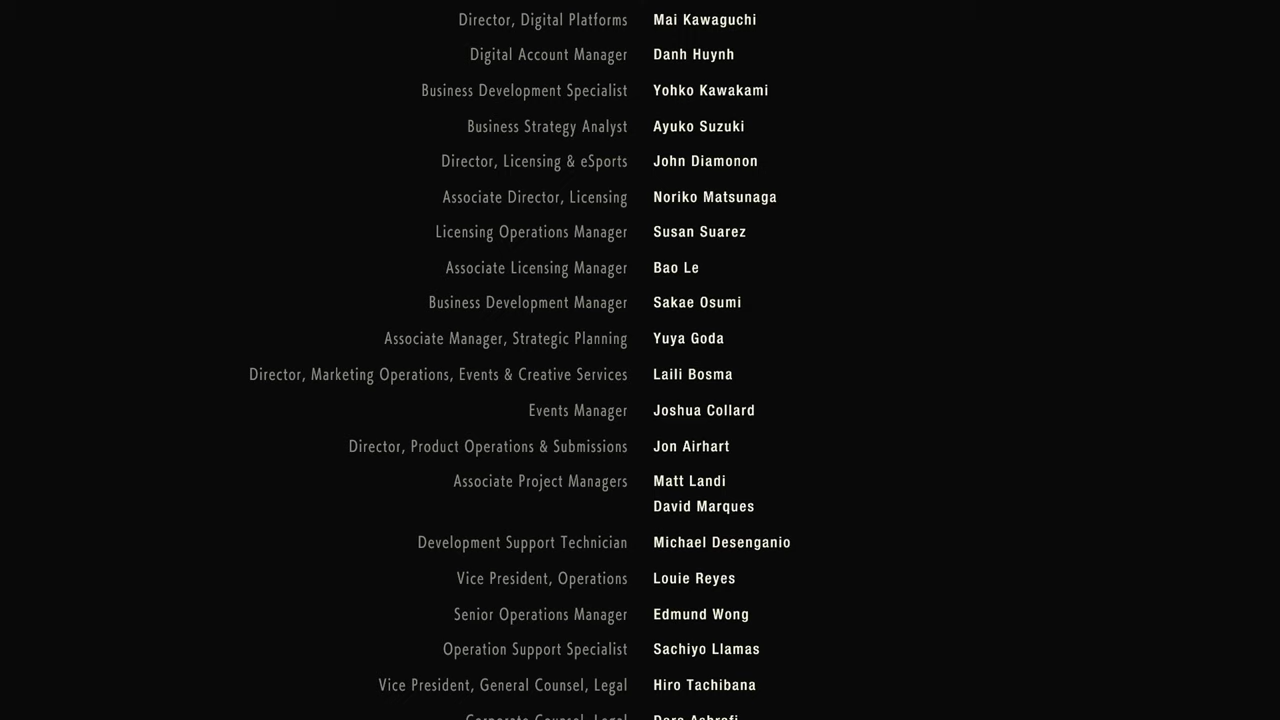 Director, Digital Platforms Mai Kawaguchi
Digital Account Manager Danh Huynh
Business Development Specialist Yohko Kawakami
Business Strategy Analyst Ayuko Suzuki
Director, Licensing & eSports John Diamonon
Associate Director, Licensing Noriko Matsunaga
Licensing Operations Manager Susan Suarez
Associate Licensing Manager Bao Le
Business Development Manager Sakae Osumi
Associate Manager, Strategic Planning Yuya Goda
Director, Marketing Operations, Events & Creative Services Laili Bosma
Events Manager Joshua Collard
Director, Product Operations & Submissions Jon Airhart
Associate Project Managers Matt Landi
David Marques
Development Support Technician Michael Desenganio
Vice President, Operations Louie Reyes
Senior Operations Manager Edmund Wong
Operation Support Specialist Sachiyo Llamas
Vice President, General Counsel, Legal Hiro Tachibana
Corporate Counsel, Legal